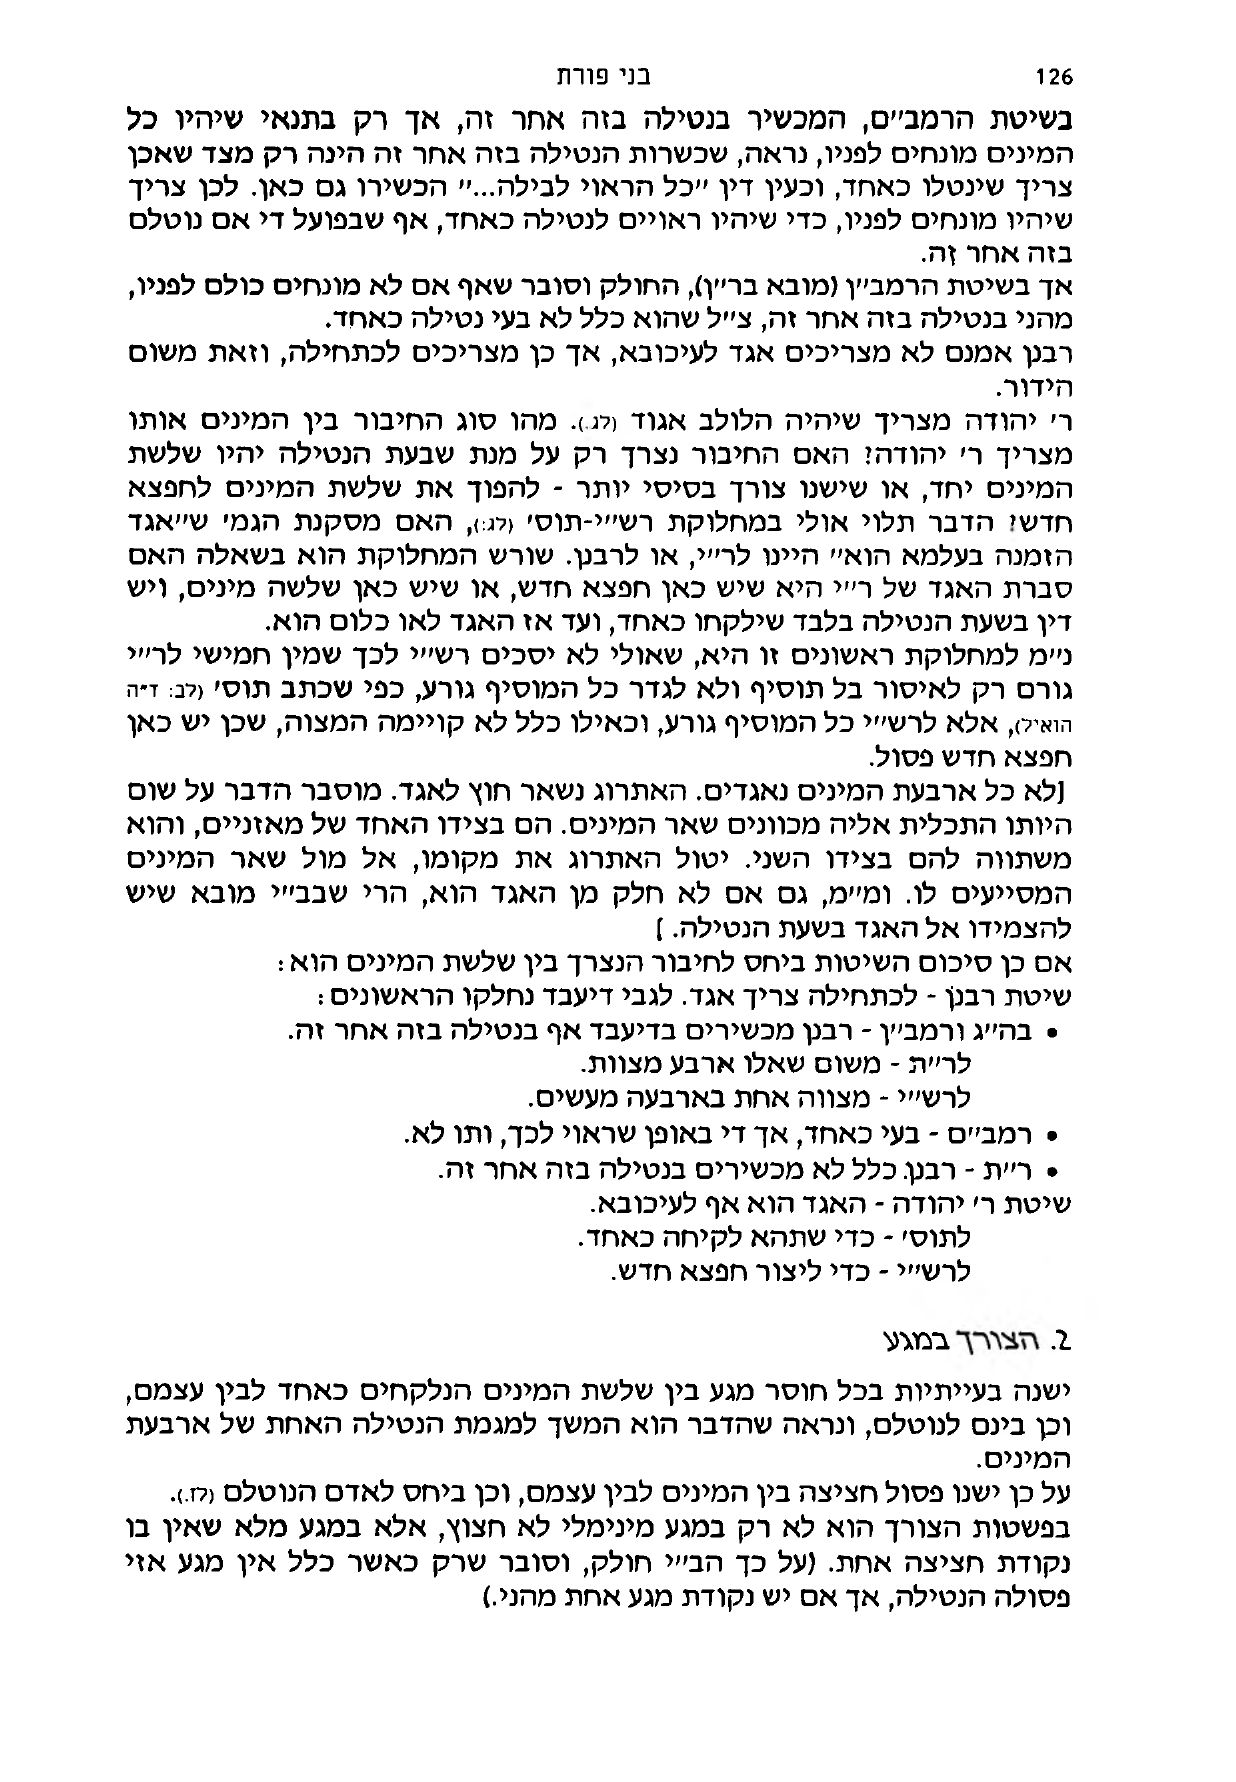 126
בני פורת
בשיטת הרמב״ם, המכשיר בנטילה בזה אחר זה, אך רק בתנאי שיהיו כל
המינים מונחים לפניו, נראה, שכשרות הנטילה בזה אחר זה הינה רק מצד שאכן
צריך שינטלו כאחד, וכעין דין ״כל הראוי לבילה...״ הכשירו גם כאן. לכן צריך
שיהיו מונחים לפניו, כדי שיהיו ראויים לנטילה כאחד, אף שבפועל די אם נוטלם
בזה אחר זה.
אך בשיטת הרמב״ן (מובא בר״ן), החולק וסובר שאף אם לא מונחים כולם לפניו,
מהני בנטילה בזה אחר זה, צ״ל שהוא כלל לא בעי נטילה כאחד.
רבנן אמנם לא מצריכים אגד לעיכובא, אך כן מצריכים לכתחילה, וזאת משום
הידור.
ר׳ יהודה מצריך שיהיה הלולב אגוד (לג.). מהו סוג החיבור בין המינים אותו
מצריך ר׳ יהודה? האם החיבור נצרך רק על מנת שבעת הנטילה יהיו שלשת
המינים יחד, או שישנו צורך בסיסי יותר - להפוך את שלשת המינים לחפצא
חדש? הדבר תלוי אולי במחלוקת רש״י-תוס׳ (לג:), האם מסקנת הגמ׳ ש״אגד
הזמנה בעלמא הוא״ היינו לר״י, או לרבנן. שורש המחלוקת הוא בשאלה האם
סברת האגד של ר״י היא שיש כאן חפצא חדש, או שיש כאן שלשה מינים, ויש
דין בשעת הנטילה בלבד שילקחו כאחד, ועד אז האגד לאו כלום הוא.
נ״מ למחלוקת ראשונים זו היא, שאולי לא יסכים רש״י לכך שמין חמישי לר״י
גורם רק לאיסור בל תוסיף ולא לגדר כל המוסיף גורע, כפי שכתב תוס׳ (לב: ד״ה
הואיל), אלא לרש״י כל המוסיף גורע, וכאילו כלל לא קויימה המצוה, שכן יש כאן
חפצא חדש פסול.
[לא כל ארבעת המינים נאגדים. האתרוג נשאר חוץ לאגד. מוסבר הדבר על שום
היותו התכלית אליה מכוונים שאר המינים. הם בצידו האחד של מאזניים, והוא
משתווה להם בצידו השני. יטול האתרוג את מקומו, אל מול שאר המינים
המסייעים לו. ומ״מ, גם אם לא חלק מן האגד הוא, הרי שבב״י מובא שיש
להצמידו אל האגד בשעת הנטילה. ]
אם כן סיכום השיטות ביחס לחיבור הנצרך בין שלשת המינים הוא:
שיטת רבנן - לכתחילה צריך אגד. לגבי דיעבד נחלקו הראשונים:
• בה״ג ורמב״ן - רבנן מכשירים בדיעבד אף בנטילה בזה אחר זה.
לר״ת - משום שאלו ארבע מצוות.
לרש״י - מצווה אחת בארבעה מעשים.
• רמב״ם - בעי כאחד, אך די באופן שראוי לכך, ותו לא.
• ר״ת - רבנן כלל לא מכשירים בנטילה בזה אחר זה.
שיטת ר׳ יהודה - האגד הוא אף לעיכובא.
לתוס׳ - כדי שתהא לקיחה כאחד.
לרש״י - כדי ליצור חפצא חדש.
2. הצורך במגע
ישנה בעייתיות בכל חוסר מגע בין שלשת המינים הנלקחים כאחד לבין עצמם,
וכן בינם לנוטלם, ונראה שהדבר הוא המשך למגמת הנטילה האחת של ארבעת
המינים.
על כן ישנו פסול חציצה בין המינים לבין עצמם, וכן ביחס לאדם הנוטלם (לז.).
בפשטות הצורך הוא לא רק במגע מינימלי לא חצוץ, אלא במגע מלא שאין בו
נקודת חציצה אחת. (על כך הב״י חולק, וסובר שרק כאשר כלל אין מגע אזי
פסולה הנטילה, אך אם יש נקודת מגע אחת מהני.)